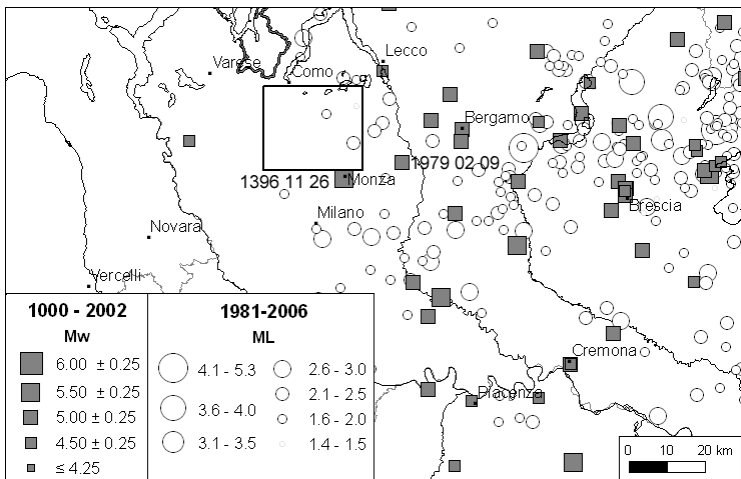 Lecco
Varese
Como
Bergamo
1979 02 09
1396 11 26
Monza
Brescia
Milano
Novara
Vercelli
1000 - 2002
Mw
6.00 ± 0.25
5.50 ± 0.25
5.00 ± 0.25
4.50 ± 0.25
≤ 4.25
1981-2006
ML
4.1 - 5.3
2.6 - 3.0
2.1 - 2.5
3.6 - 4.0
1.6 - 2.0
3.1 - 3.5
1.4 - 1.5
Cremona
Piacenza
0 10 20 km